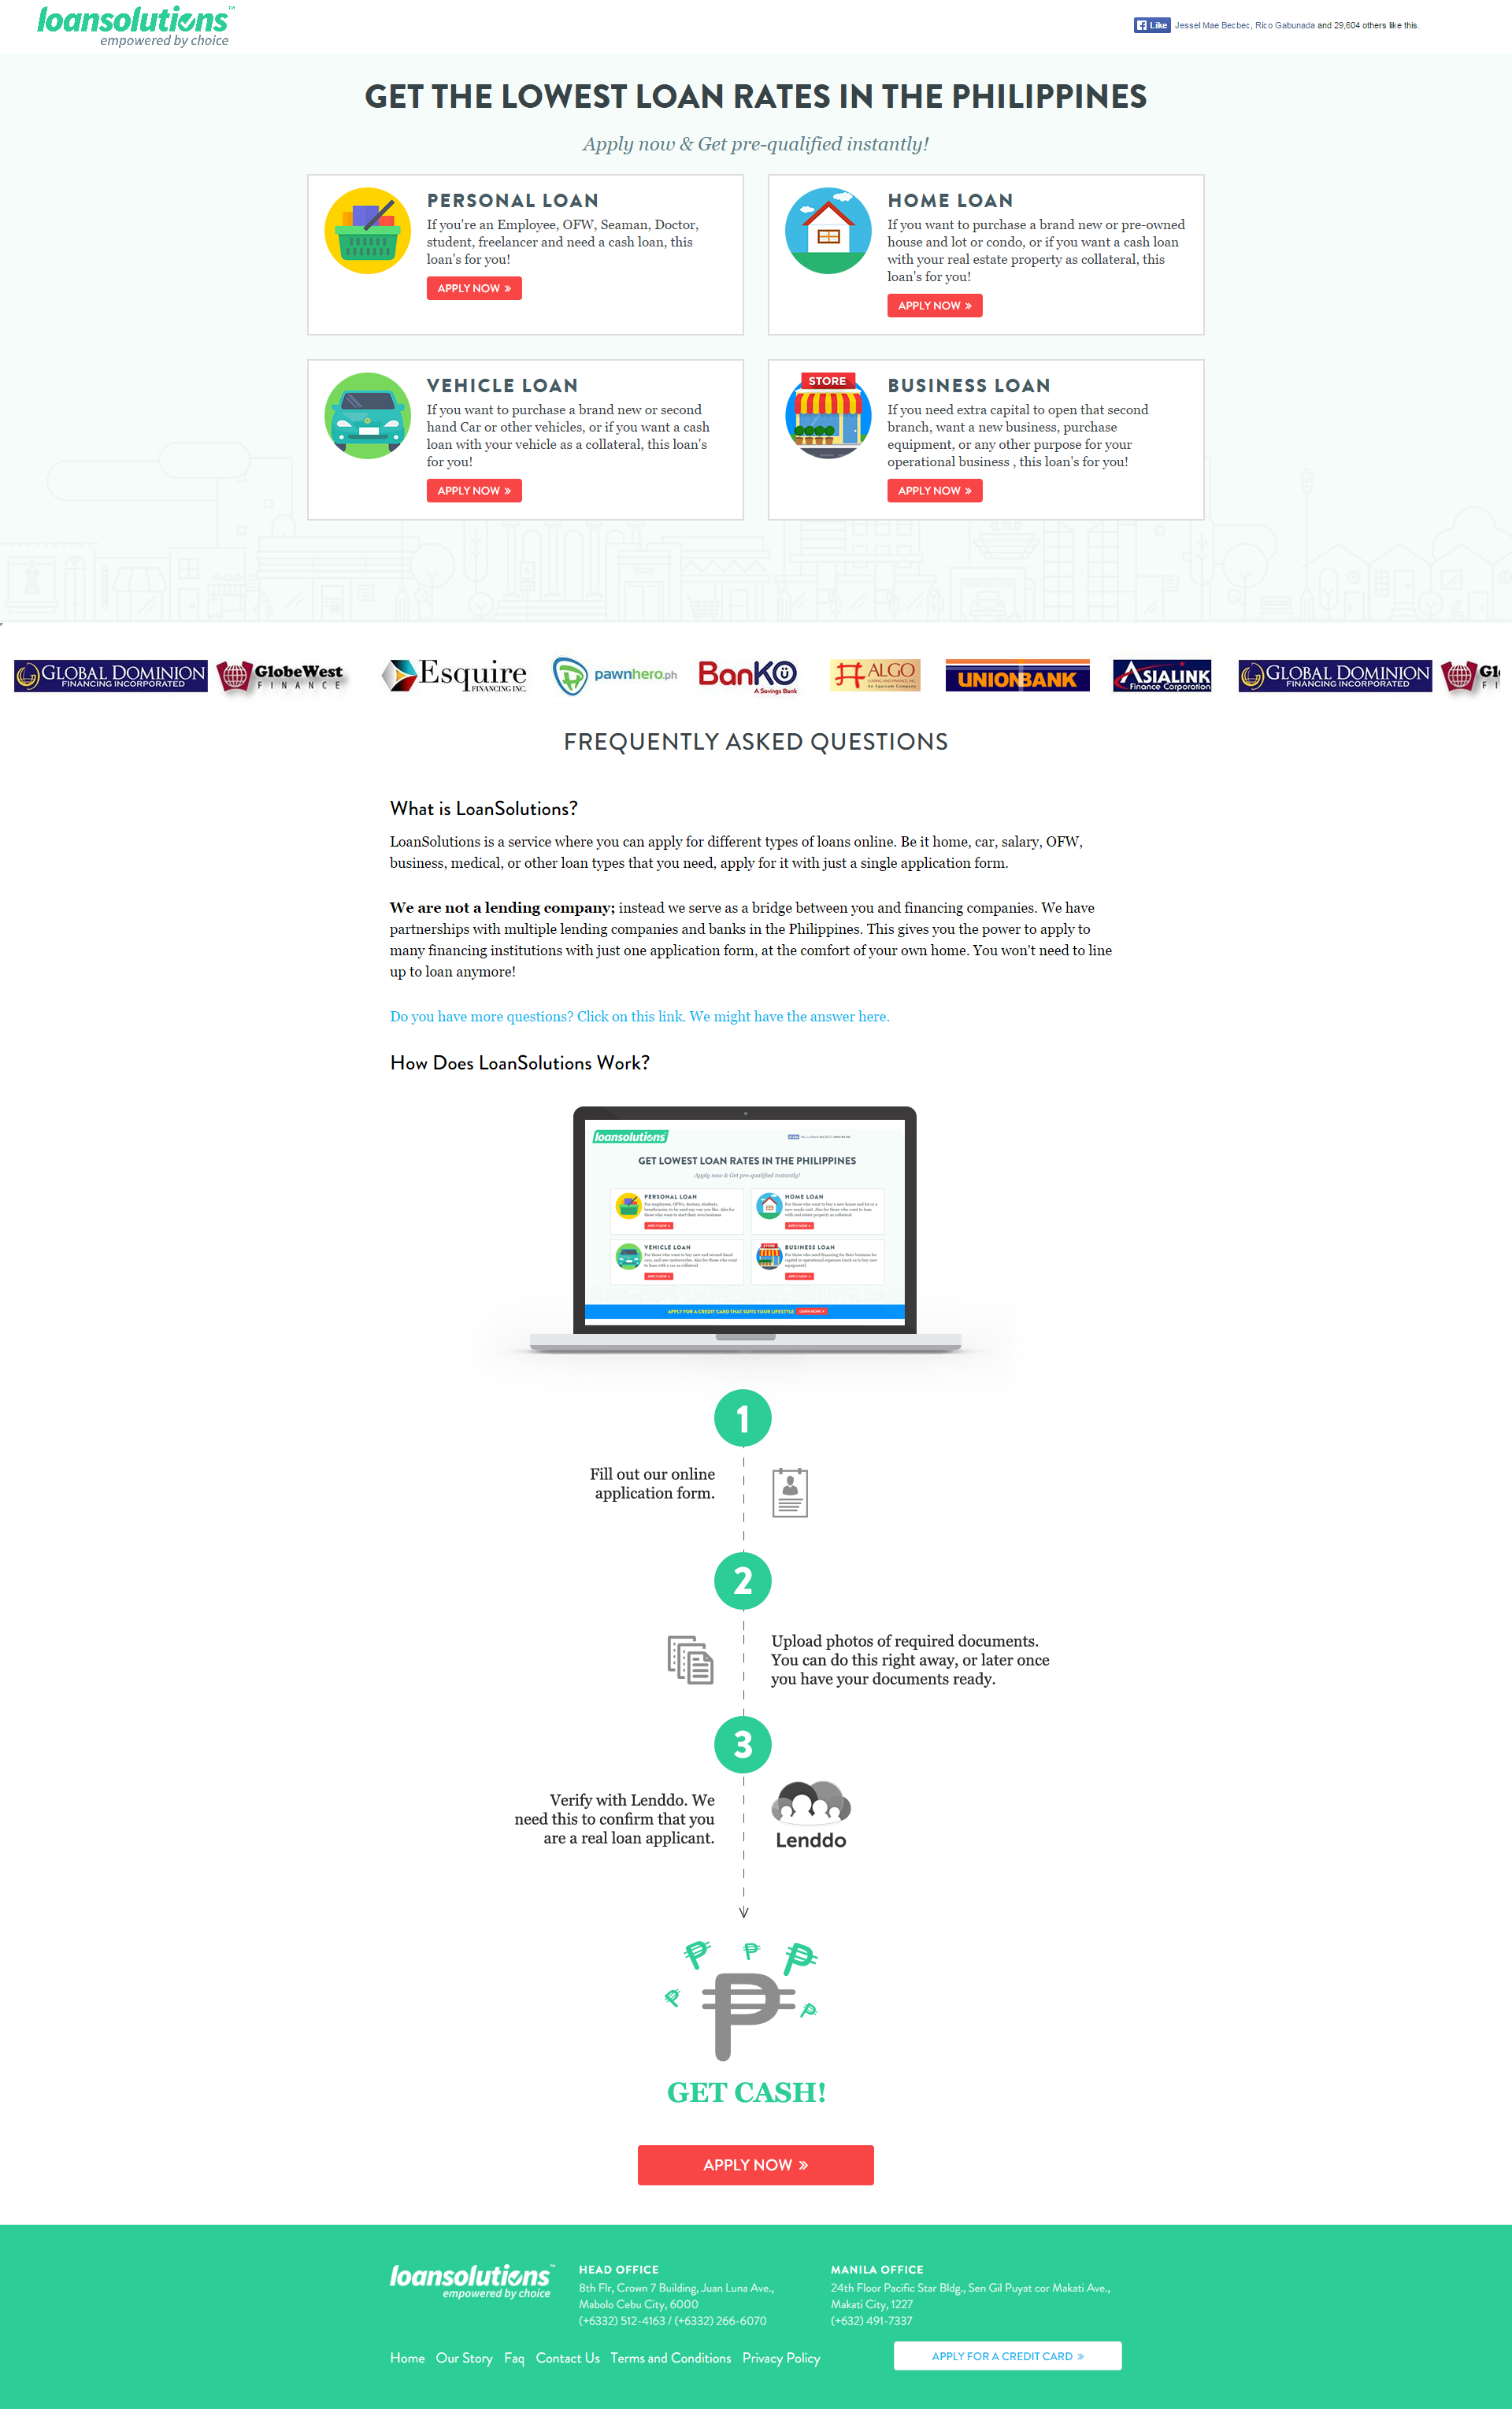 loansolutions™
empowered by choice
Like Jessel Mae Becbec, Rico Gabunada and 29,604 others like this.
GET THE LOWEST LOAN RATES IN THE PHILIPPINES
Apply now & Get pre-qualified instantly!
PERSONAL LOAN
If you're an Employee, OFW, Seaman, Doctor,
student, freelancer and need a cash loan, this
loan's for you!
APPLY NOW »
HOME LOAN
If you want to purchase a brand new or pre-owned
house and lot or condo, or if you want a cash loan
with your real estate property as collateral, this
loan's for you!
APPLY NOW »
VEHICLE LOAN
If you want to purchase a brand new or second
hand Car or other vehicles, or if you want a cash
loan with your vehicle as a collateral, this loan's
for you!
APPLY NOW »
STORE
BUSINESS LOAN
If you need extra capital to open that second
branch, want a new business, purchase
equipment, or any other purpose for your
operational business , this loan's for you!
APPLY NOW »
GLOBAL DOMINION
FINANCING INCORPORATED
GlobeWest
FINANCE
Esquire
FINANCING INC.
pawnhero.ph
BanKO
A Savings Bank
ALGO
An Equicom Company
UNIONBANK
ASIALINK
Finance Corporation
GLOBAL DOMINION
FINANCING INCORPORATED
Gl
F I
FREQUENTLY ASKED QUESTIONS
What is LoanSolutions?
LoanSolutions is a service where you can apply for different types of loans online. Be it home, car, salary, OFW,
business, medical, or other loan types that you need, apply for it with just a single application form.
We are not a lending company; instead we serve as a bridge between you and financing companies. We have
partnerships with multiple lending companies and banks in the Philippines. This gives you the power to apply to
many financing institutions with just one application form, at the comfort of your own home. You won't need to line
up to loan anymore!
Do you have more questions? Click on this link. We might have the answer here.
How Does LoanSolutions Work?
loansolutions
GET LOWEST LOAN RATES IN THE PHILIPPINES
Apply now & Get pre-qualified instantly!
PERSONAL LOAN
APPLY NOW »
HOME LOAN
APPLY NOW »
VEHICLE LOAN
APPLY NOW »
STORE
BUSINESS LOAN
APPLY NOW »
APPLY FOR A CREDIT CARD THAT SUITS YOUR LIFESTYLE LEARN MORE »
1
Fill out our online
application form.
2
Upload photos of required documents.
You can do this right away, or later once
you have your documents ready.
3
Verify with Lenddo. We
need this to confirm that you
are a real loan applicant.
Lenddo
₱ ₱ ₱
₱ ₱ ₱
GET CASH!
APPLY NOW »
loansolutions™
empowered by choice
HEAD OFFICE
8th Flr, Crown 7 Building, Juan Luna Ave.,
Mabolo Cebu City, 6000
(+6332) 512-4163 / (+6332) 266-6070
MANILA OFFICE
24th Floor Pacific Star Bldg., Sen Gil Puyat cor Makati Ave.,
Makati City, 1227
(+632) 491-7337
Home Our Story Faq Contact Us Terms and Conditions Privacy Policy
APPLY FOR A CREDIT CARD »